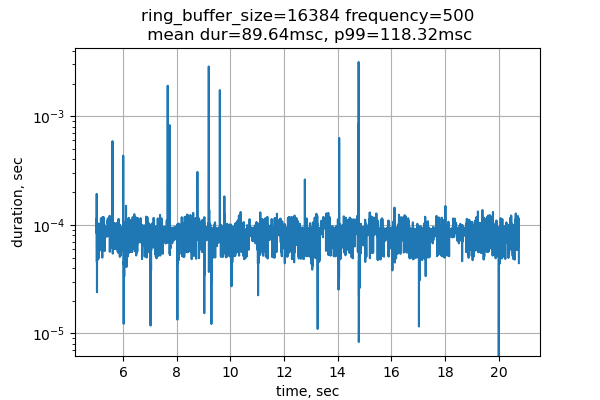 ring_buffer_size=16384 frequency=500
mean dur=89.64msc, p99=118.32msc
duration, sec
10⁻³
10⁻⁴
10⁻⁵
6 8 10 12 14 16 18 20
time, sec